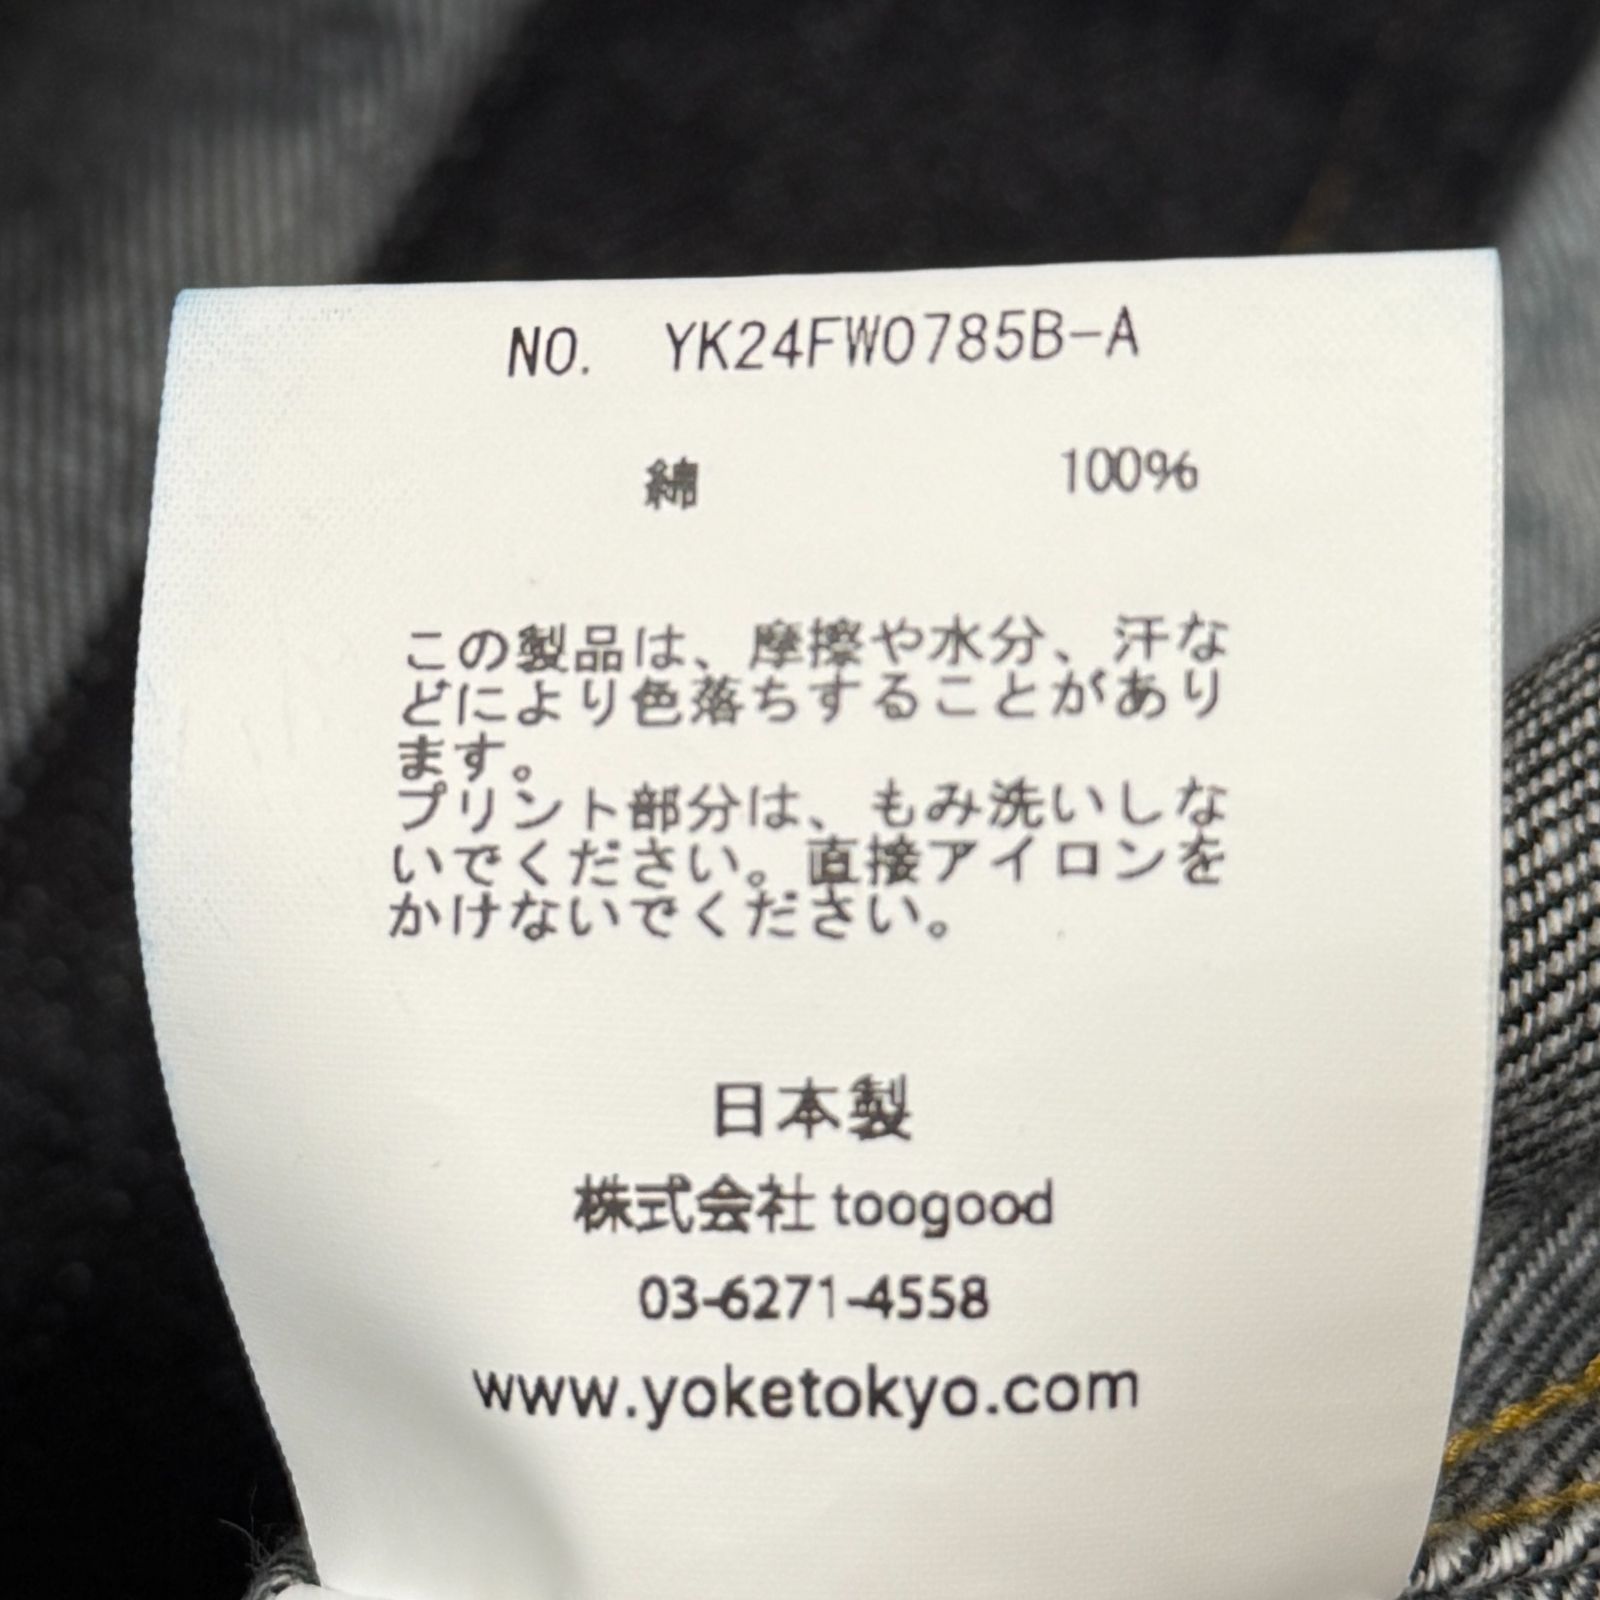 NO. YK24FW0785B-A
綿 100%
この製品は、摩擦や水分、汗な
どにより色落ちすることがあり
ます。
プリント部分は、もみ洗いしな
いでください。直接アイロンを
かけないでください。
日本製
株式会社 toogood
03-6271-4558
www.yoketokyo.com